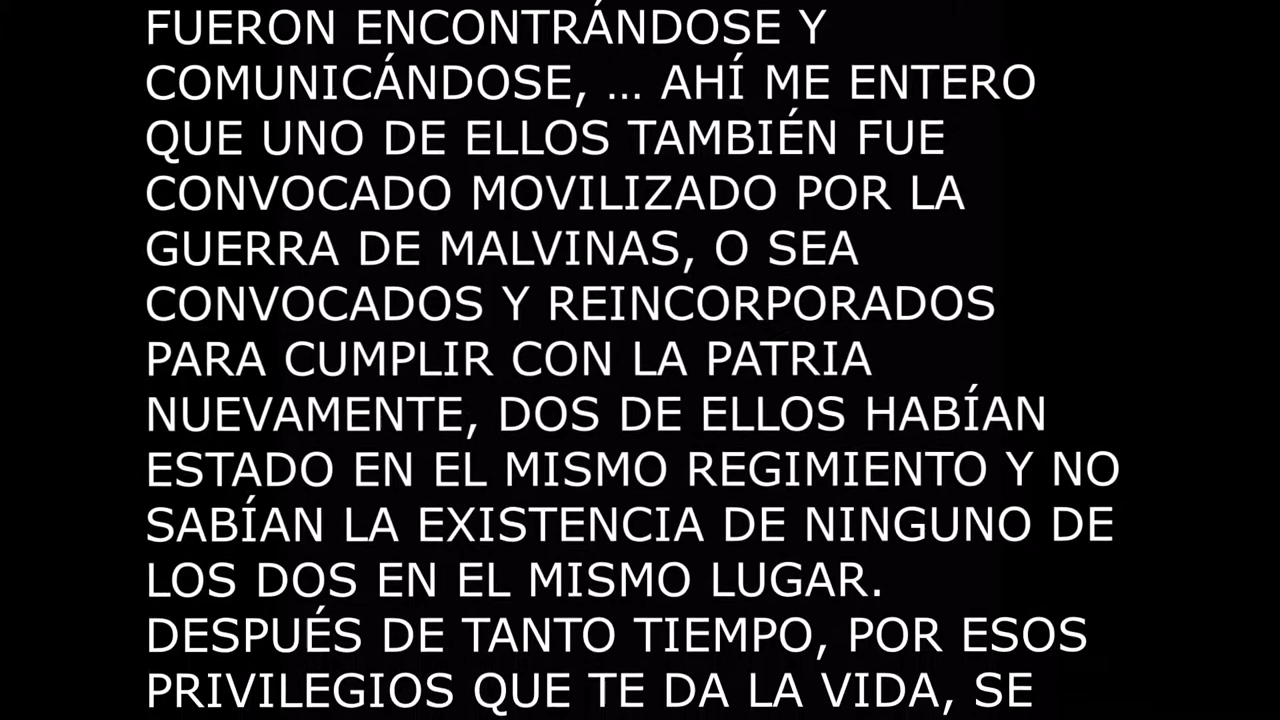 FUERON ENCONTRÁNDOSE Y
COMUNICÁNDOSE, ... AHÍ ME ENTERO
QUE UNO DE ELLOS TAMBIÉN FUE
CONVOCADO MOVILIZADO POR LA
GUERRA DE MALVINAS, O SEA
CONVOCADOS Y REINCORPORADOS
PARA CUMPLIR CON LA PATRIA
NUEVAMENTE, DOS DE ELLOS HABÍAN
ESTADO EN EL MISMO REGIMIENTO Y NO
SABÍAN LA EXISTENCIA DE NINGUNO DE
LOS DOS EN EL MISMO LUGAR.
DESPUÉS DE TANTO TIEMPO, POR ESOS
PRIVILEGIOS QUE TE DA LA VIDA, SE